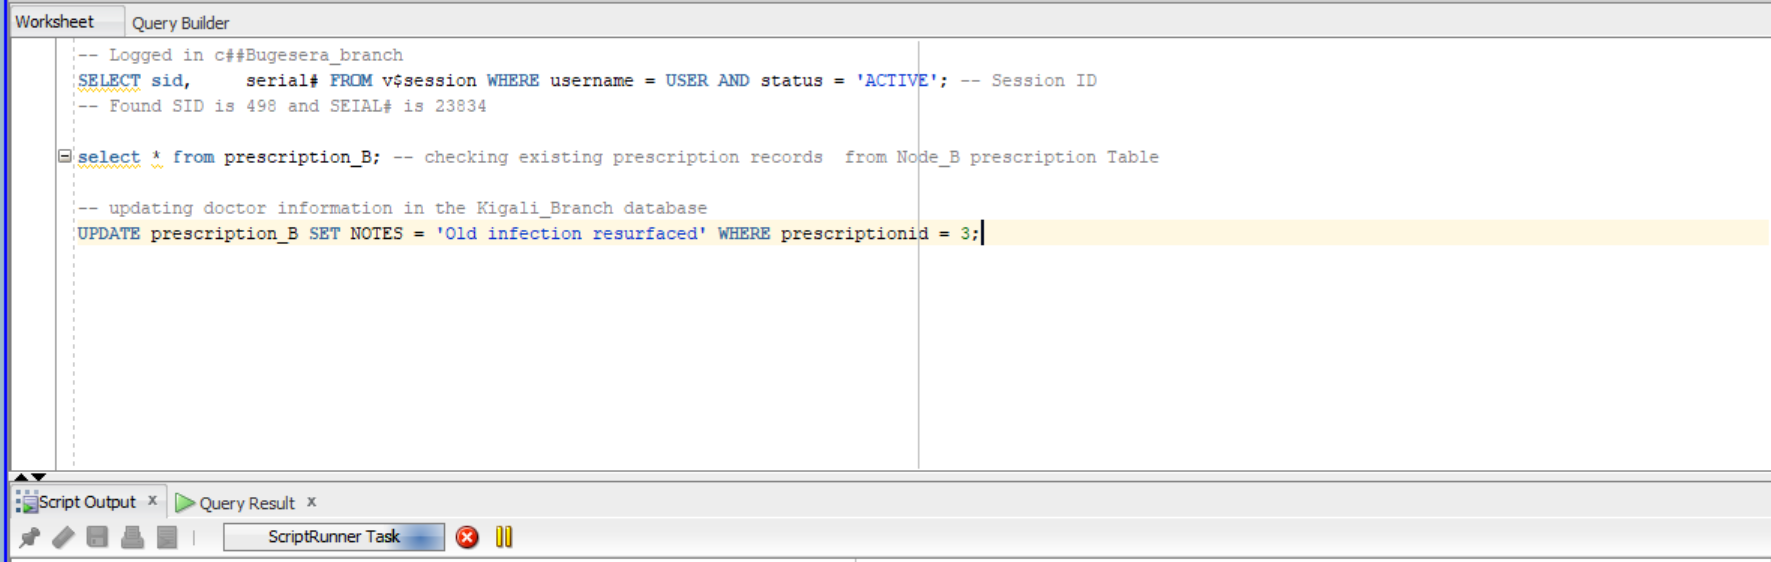 Worksheet Query Builder
-- Logged in c##Bugesera_branch
SELECT sid,     serial# FROM v$session WHERE username = USER AND status = 'ACTIVE'; -- Session ID
-- Found SID is 498 and SEIAL# is 23834
select * from prescription_B; -- checking existing prescription records  from Node_B prescription Table
-- updating doctor information in the Kigali_Branch database
UPDATE prescription_B SET NOTES = 'Old infection resurfaced' WHERE prescriptionid = 3;
Script Output x Query Result x
ScriptRunner Task